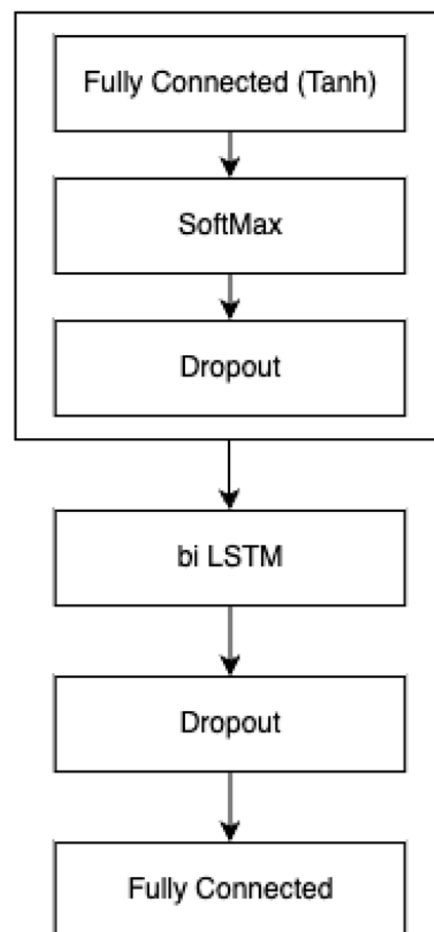 Fully Connected (Tanh)
SoftMax
Dropout
bi LSTM
Dropout
Fully Connected